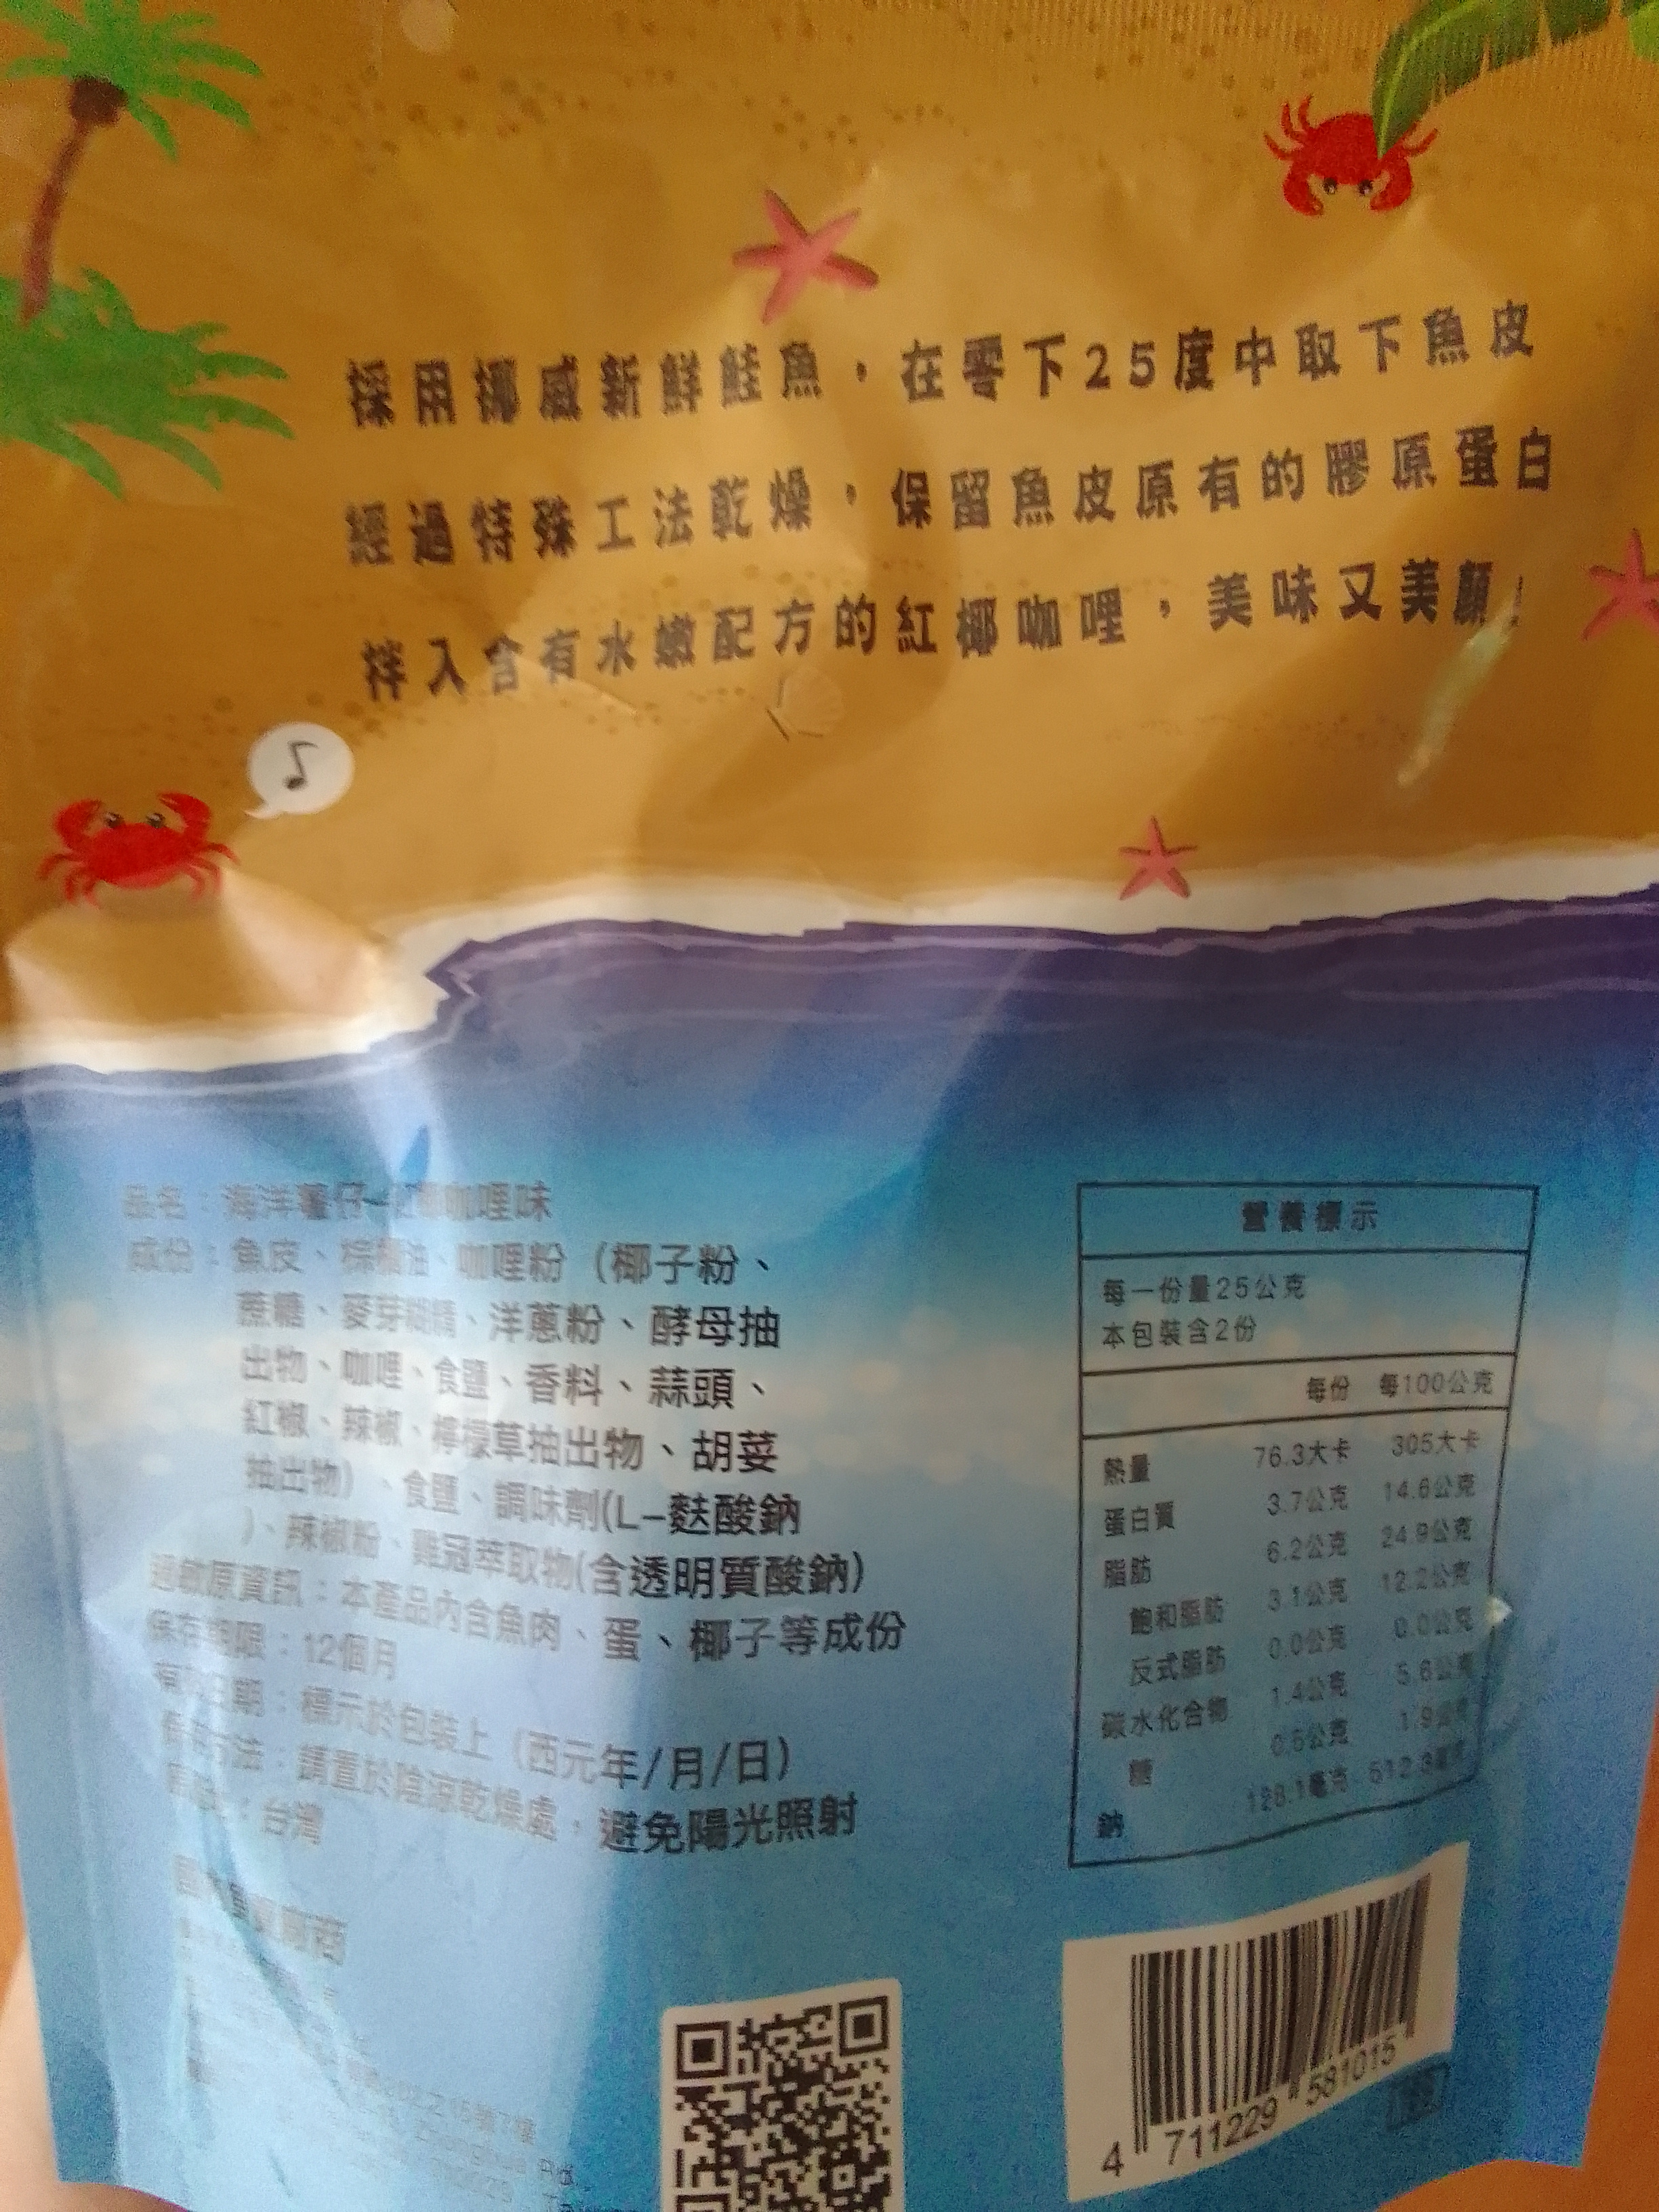 採用挪威新鮮鮭魚，在零下25度中取下魚皮
經過特殊工法乾燥，保留魚皮原有的膠原蛋白
拌入含有水嫩配方的紅椰咖哩，美味又美顏！
品名：海洋薯仔-紅椰咖哩味
成份：魚皮、棕櫚油、咖哩粉（椰子粉、
蔗糖、麥芽糊精、洋蔥粉、酵母抽
出物、咖哩、食鹽、香料、蒜頭、
紅椒、辣椒、檸檬草抽出物、胡荽
抽出物）、食鹽、調味劑(L-麩酸鈉
)、辣椒粉、雞冠萃取物(含透明質酸鈉)
過敏原資訊：本產品內含魚肉、蛋、椰子等成份
保存期限：12個月
有效日期：標示於包裝上（西元年/月/日）
保存方法：請置於陰涼乾燥處，避免陽光照射
原產地：台灣
廠商
營養標示
每一份量25公克
本包裝含2份
每份 每100公克
熱量 76.3大卡 305大卡
蛋白質 3.7公克 14.6公克
脂肪 6.2公克 24.9公克
飽和脂肪 3.1公克 12.2公克
反式脂肪 0.0公克 0.0公克
碳水化合物 1.4公克 5.6公克
糖 0.5公克 1.9公克
鈉 128.1毫克 512.3毫克
4 711229 581015